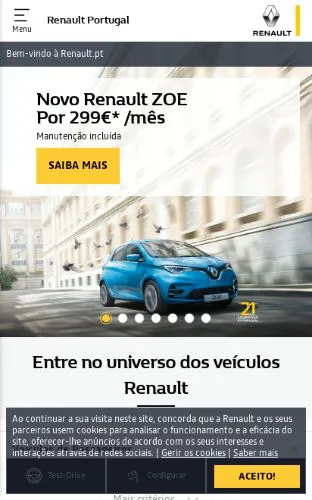 Renault Portugal
Menu
RENAULT
Bem-vindo à Renault.pt
Novo Renault ZOE
Por 299€* /mês
Manutenção incluída
SAIBA MAIS
21
Entre no universo dos veículos
Renault
Ao continuar a sua visita neste site, concorda que a Renault e os seus
parceiros usem cookies para analisar o funcionamento e a eficácia do
site, oferecer-lhe anúncios de acordo com os seus interesses e
interações através de redes sociais. | Gerir os cookies | Saber mais
Test-Drive
Configurar
ACEITO!
Mais critérios